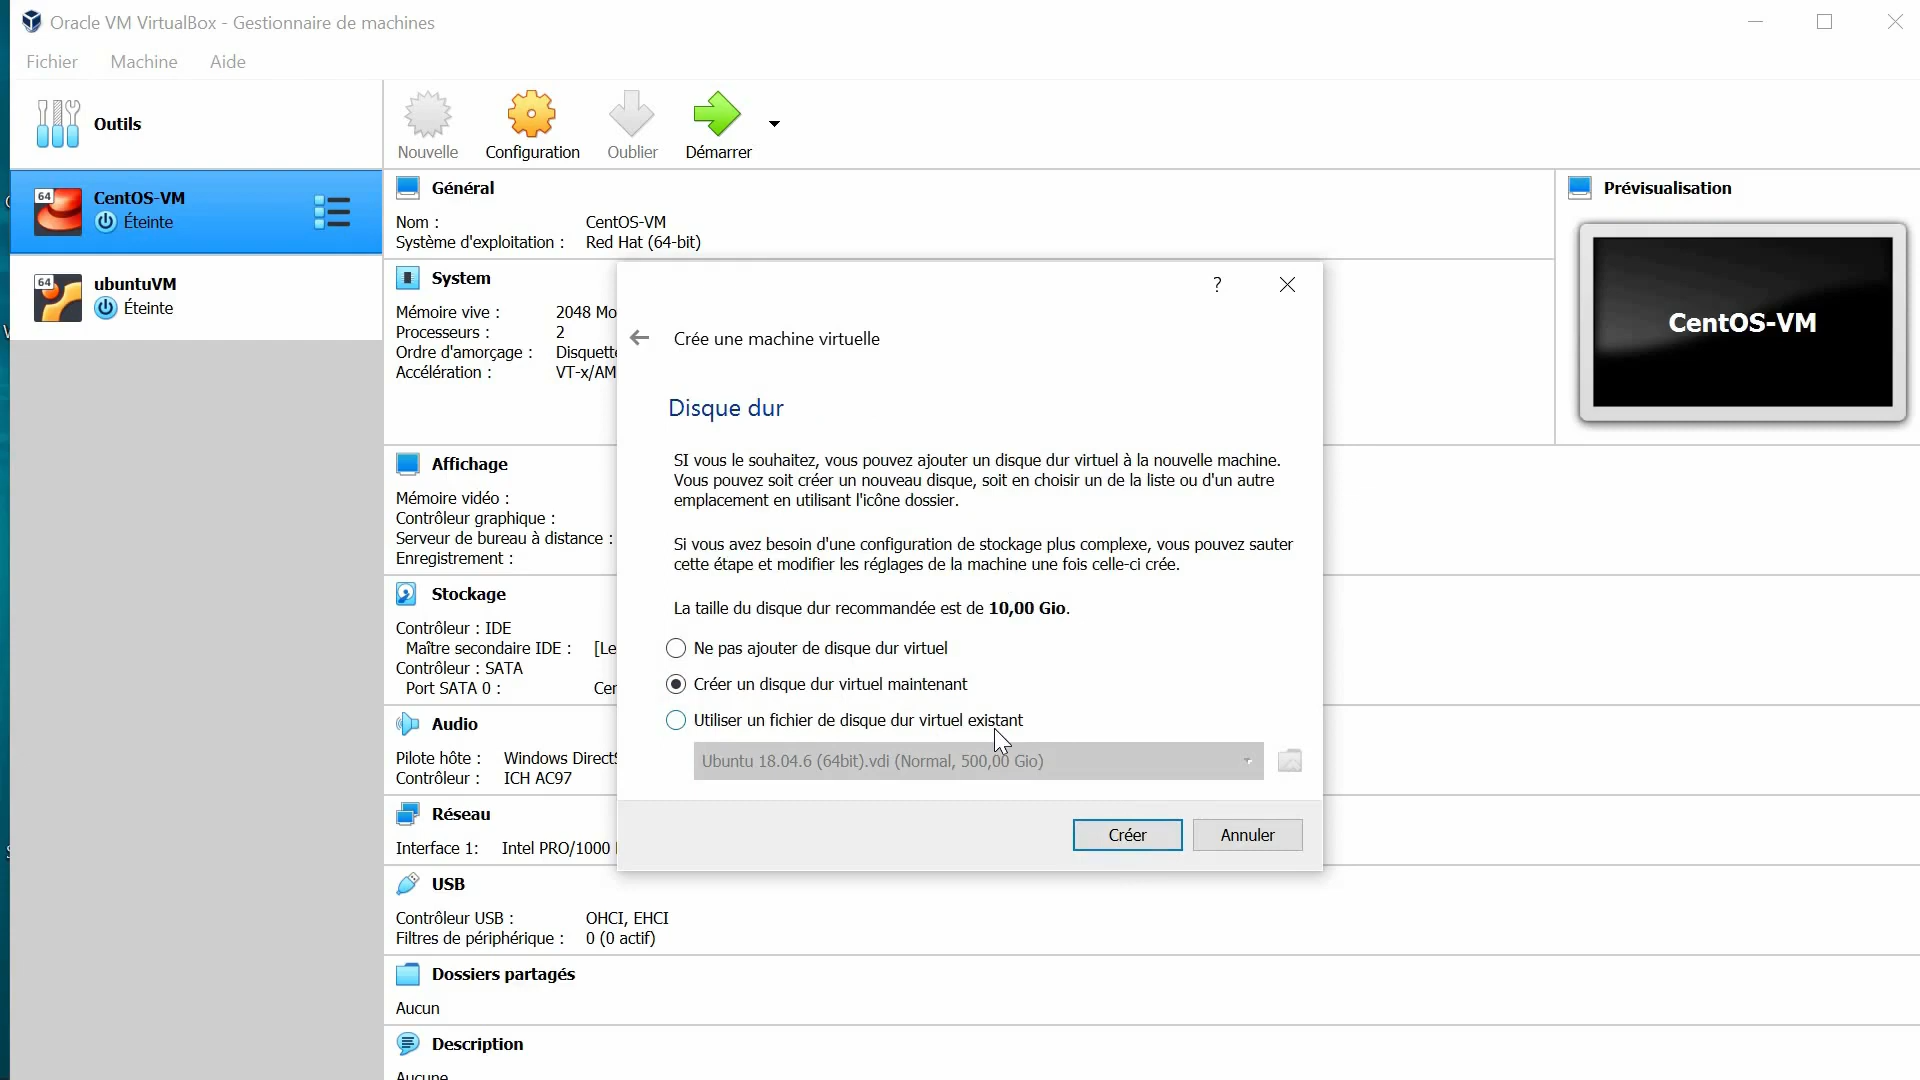 Oracle VM VirtualBox - Gestionnaire de machines
Fichier Machine Aide
Outils
Nouvelle Configuration Oublier Démarrer
64 CentOS-VM
Éteinte
64 ubuntuVM
Éteinte
Général
Nom : CentOS-VM
Système d'exploitation : Red Hat (64-bit)
Prévisualisation
CentOS-VM
System
Mémoire vive : 2048 Mo
Processeurs : 2
Ordre d'amorçage : Disquette
Accélération : VT-x/AM
Affichage
Mémoire vidéo :
Contrôleur graphique :
Serveur de bureau à distance :
Enregistrement :
Stockage
Contrôleur : IDE
Maître secondaire IDE : [Le
Contrôleur : SATA
Port SATA 0 : Cen
Audio
Pilote hôte : Windows DirectS
Contrôleur : ICH AC97
Réseau
Interface 1: Intel PRO/1000
USB
Contrôleur USB : OHCI, EHCI
Filtres de périphérique : 0 (0 actif)
Dossiers partagés
Aucun
Description
Aucune
?
Crée une machine virtuelle
Disque dur
SI vous le souhaitez, vous pouvez ajouter un disque dur virtuel à la nouvelle machine.
Vous pouvez soit créer un nouveau disque, soit en choisir un de la liste ou d'un autre
emplacement en utilisant l'icône dossier.
Si vous avez besoin d'une configuration de stockage plus complexe, vous pouvez sauter
cette étape et modifier les réglages de la machine une fois celle-ci crée.
La taille du disque dur recommandée est de 10,00 Gio.
Ne pas ajouter de disque dur virtuel
Créer un disque dur virtuel maintenant
Utiliser un fichier de disque dur virtuel existant
Ubuntu 18.04.6 (64bit).vdi (Normal, 500,00 Gio)
Créer Annuler